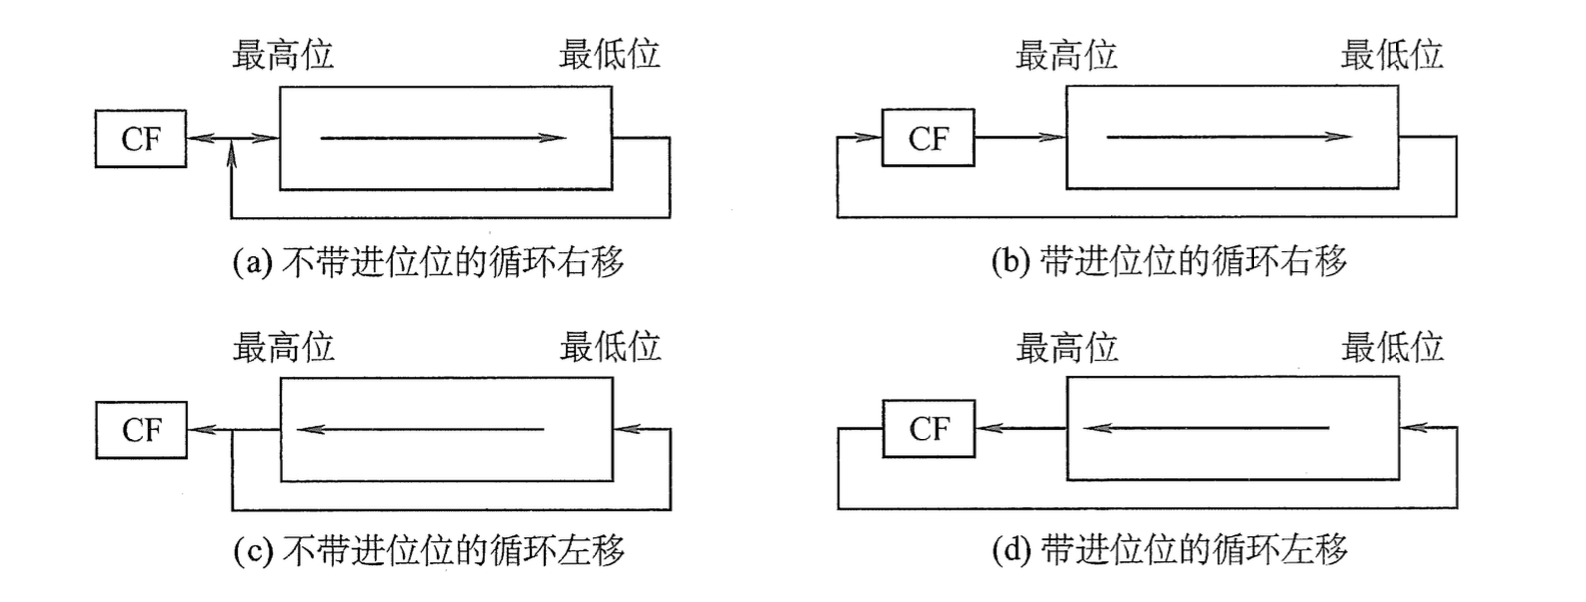 最高位 最低位 最高位 最低位
CF CF
(a) 不带进位位的循环右移 (b) 带进位位的循环右移
最高位 最低位 最高位 最低位
CF CF
(c) 不带进位位的循环左移 (d) 带进位位的循环左移